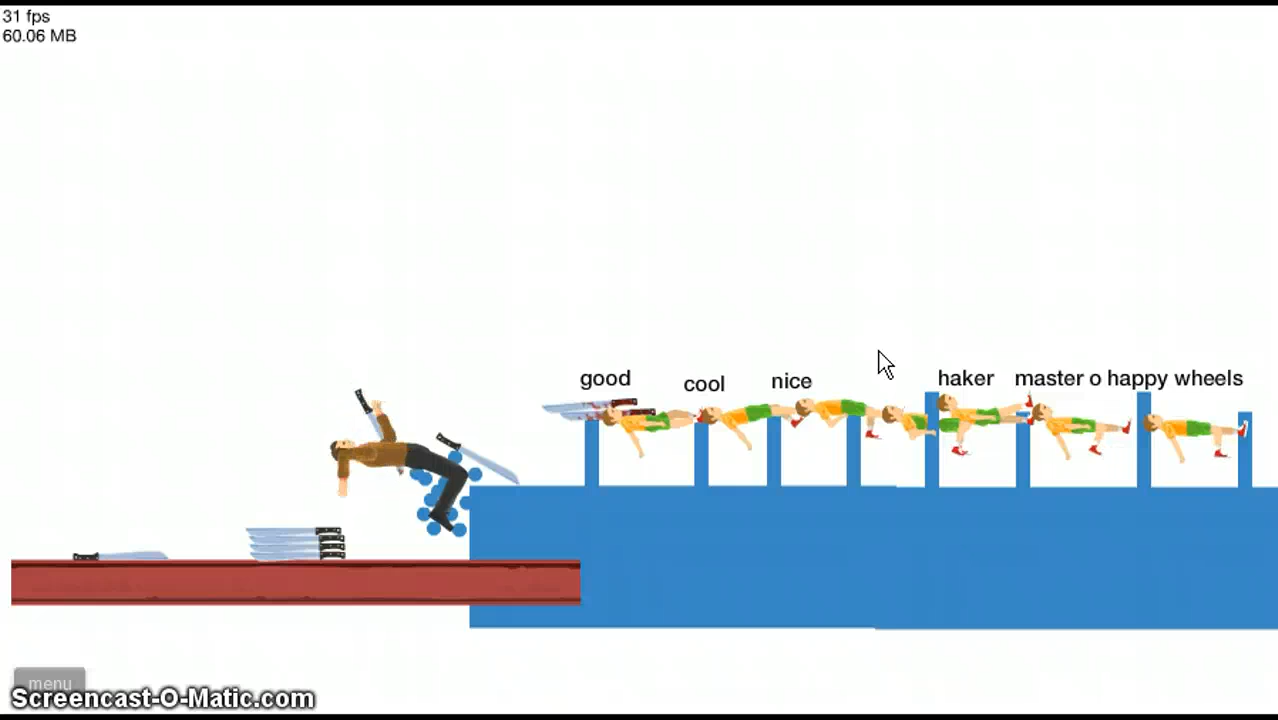 31 fps
60.06 MB
good
cool
nice
haker
master o happy wheels
menu
Screencast-O-Matic.com